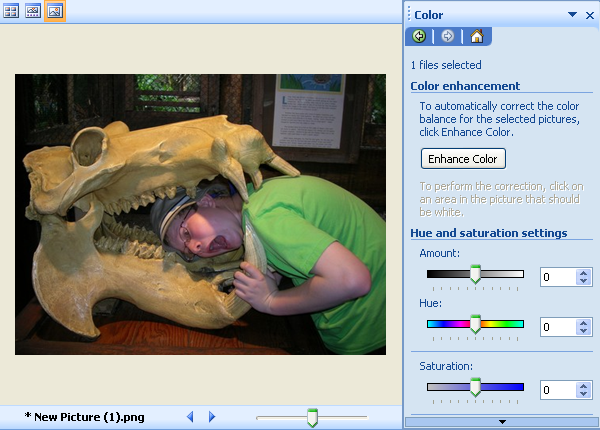 Color
1 files selected
Color enhancement
To automatically correct the color
balance for the selected pictures,
click Enhance Color.
Enhance Color
To perform the correction, click on
an area in the picture that should
be white.
Hue and saturation settings
Amount:
0
Hue:
0
Saturation:
0
* New Picture (1).png